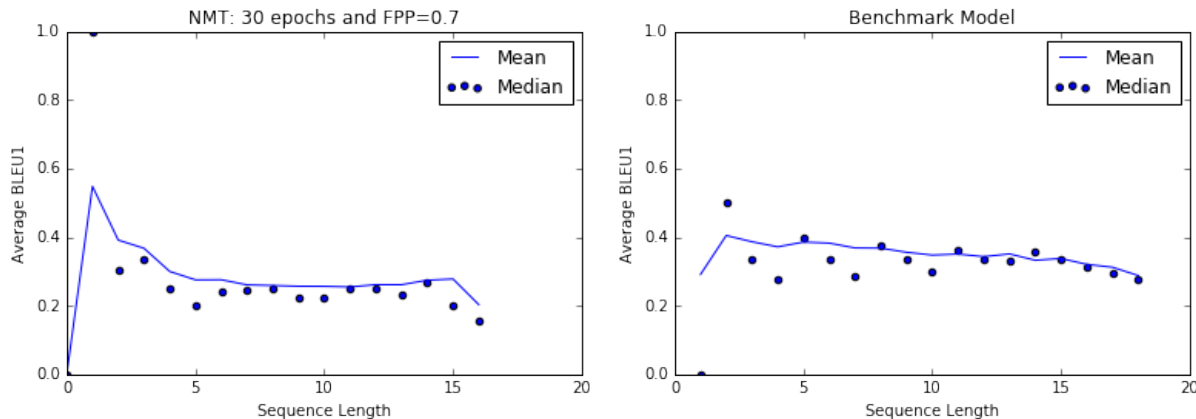 NMT: 30 epochs and FPP=0.7
Mean
Median
Average BLEU1
1.0
0.8
0.6
0.4
0.2
0.0
0
5
10
15
20
Sequence Length
Benchmark Model
Mean
Median
Average BLEU1
1.0
0.8
0.6
0.4
0.2
0.0
0
5
10
15
20
Sequence Length